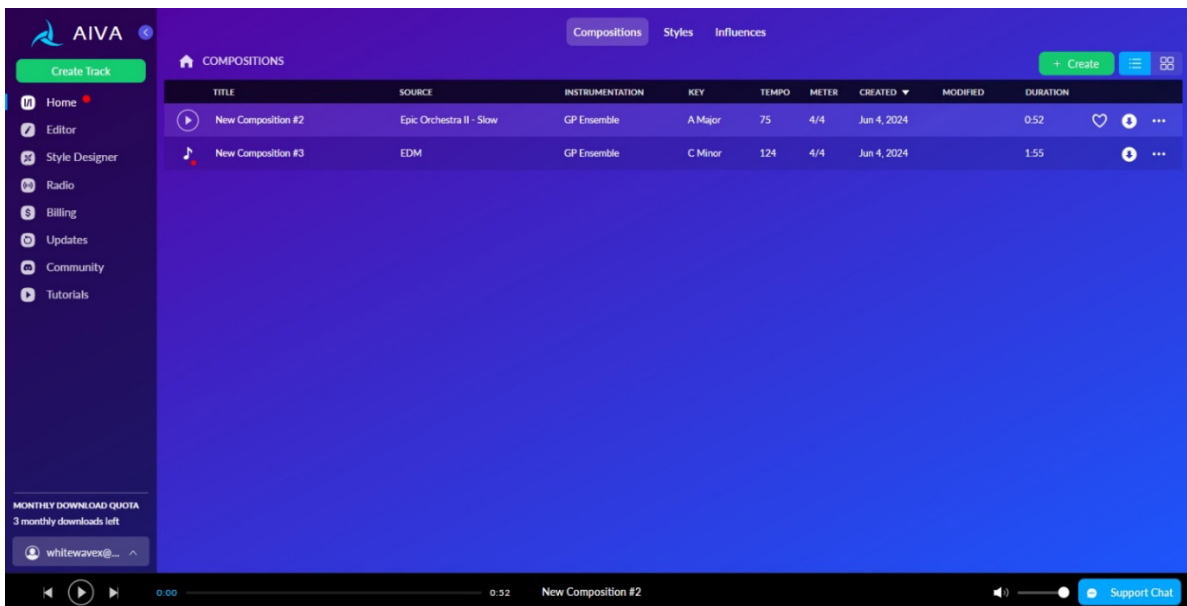 AIVA
Create Track
Home
Editor
Style Designer
Radio
Billing
Updates
Community
Tutorials
MONTHLY DOWNLOAD QUOTA
3 monthly downloads left
whitewavex@...
Compositions Styles Influences
COMPOSITIONS
+ Create
TITLE SOURCE INSTRUMENTATION KEY TEMPO METER CREATED ▼ MODIFIED DURATION
New Composition #2 Epic Orchestra II - Slow GP Ensemble A Major 75 4/4 Jun 4, 2024 0:52
New Composition #3 EDM GP Ensemble C Minor 124 4/4 Jun 4, 2024 1:55
0:00 0:52 New Composition #2 Support Chat